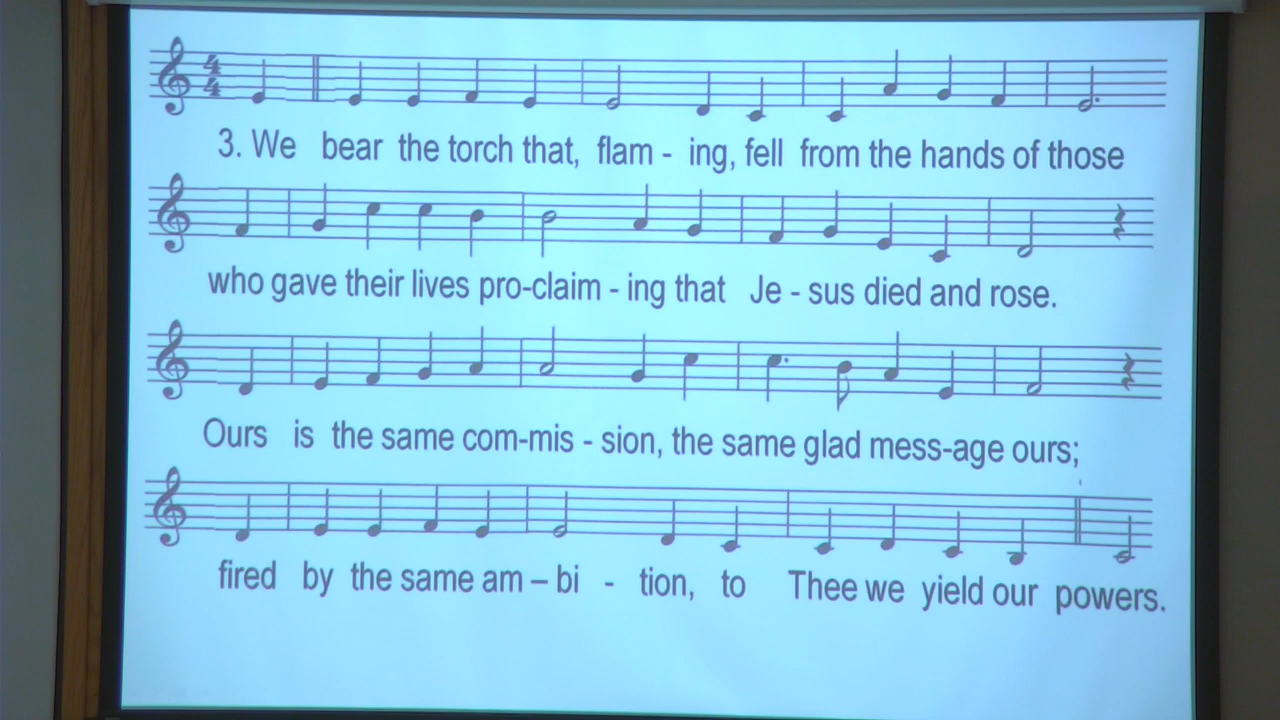 3. We bear the torch that, flam - ing, fell from the hands of those
who gave their lives pro-claim - ing that Je - sus died and rose.
Ours is the same com-mis - sion, the same glad mess-age ours;
fired by the same am – bi - tion, to Thee we yield our powers.